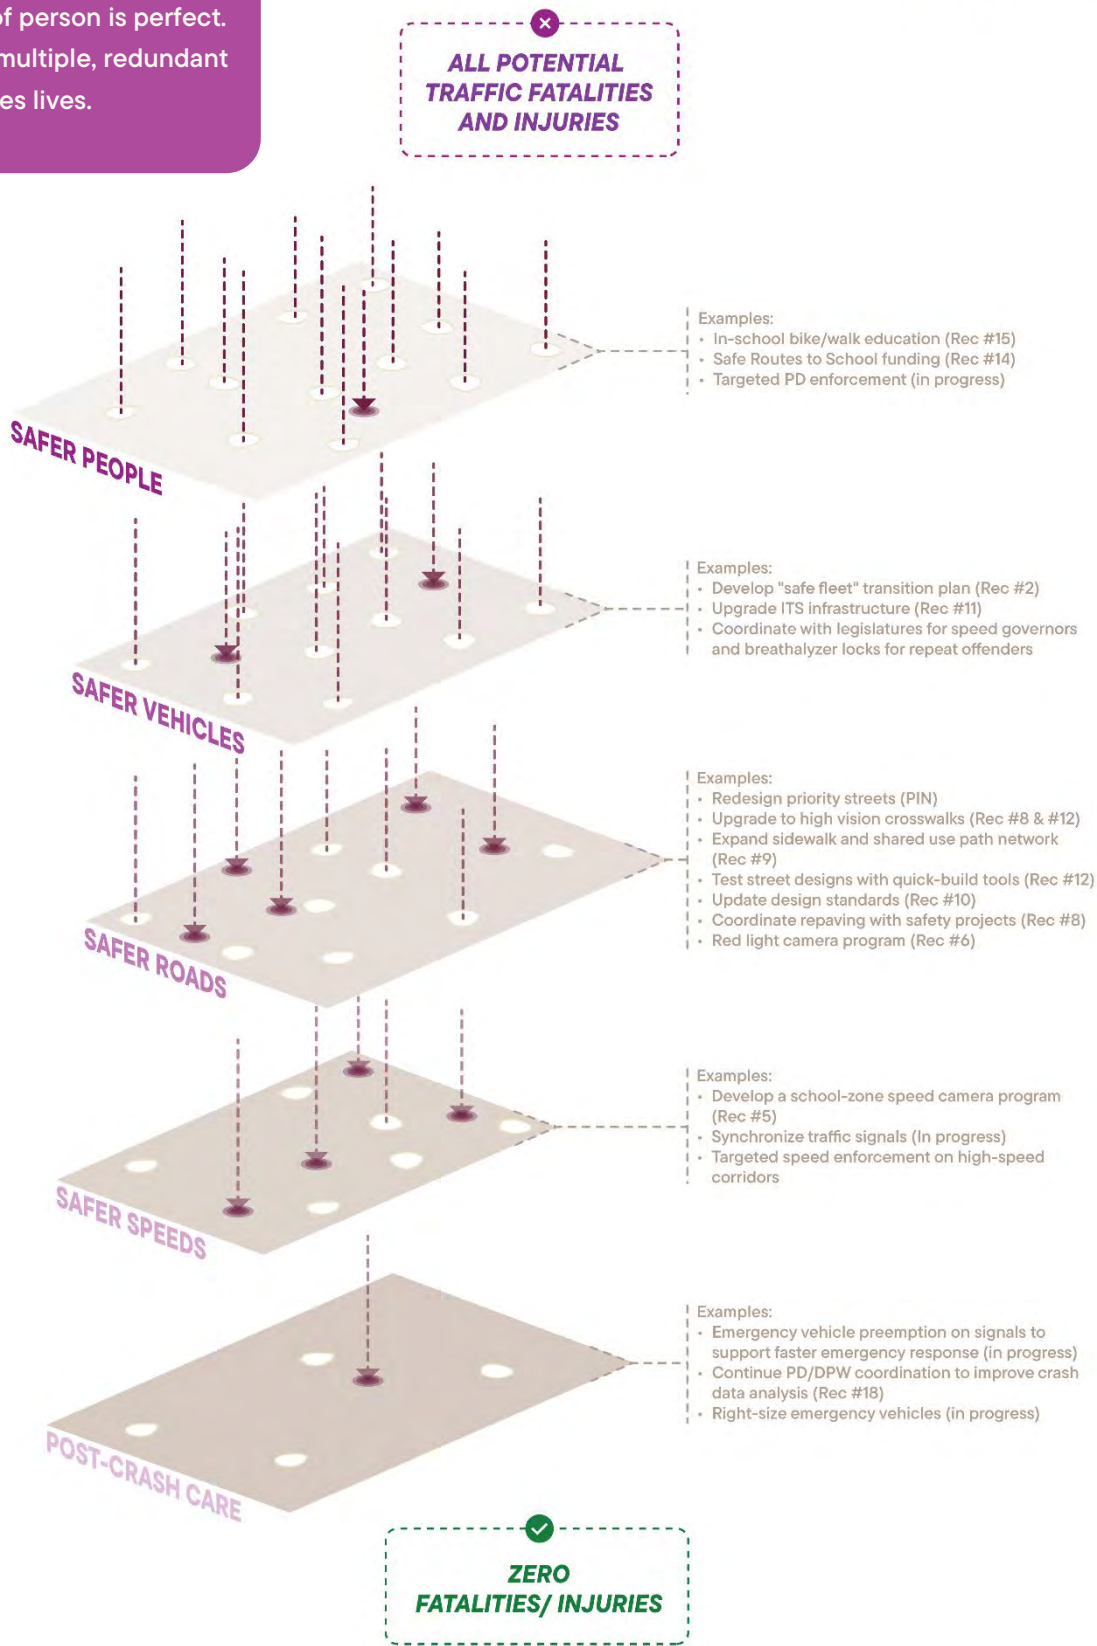 of person is perfect.
multiple, redundant
es lives.
ALL POTENTIAL
TRAFFIC FATALITIES
AND INJURIES
Examples:
• In-school bike/walk education (Rec #15)
• Safe Routes to School funding (Rec #14)
• Targeted PD enforcement (in progress)
SAFER PEOPLE
Examples:
• Develop "safe fleet" transition plan (Rec #2)
• Upgrade ITS infrastructure (Rec #11)
• Coordinate with legislatures for speed governors
and breathalyzer locks for repeat offenders
SAFER VEHICLES
Examples:
• Redesign priority streets (PIN)
• Upgrade to high vision crosswalks (Rec #8 & #12)
• Expand sidewalk and shared use path network
(Rec #9)
• Test street designs with quick-build tools (Rec #12)
• Update design standards (Rec #10)
• Coordinate repaving with safety projects (Rec #8)
• Red light camera program (Rec #6)
SAFER ROADS
Examples:
• Develop a school-zone speed camera program
(Rec #5)
• Synchronize traffic signals (In progress)
• Targeted speed enforcement on high-speed
corridors
SAFER SPEEDS
Examples:
• Emergency vehicle preemption on signals to
support faster emergency response (in progress)
• Continue PD/DPW coordination to improve crash
data analysis (Rec #18)
• Right-size emergency vehicles (in progress)
POST-CRASH CARE
ZERO
FATALITIES/ INJURIES